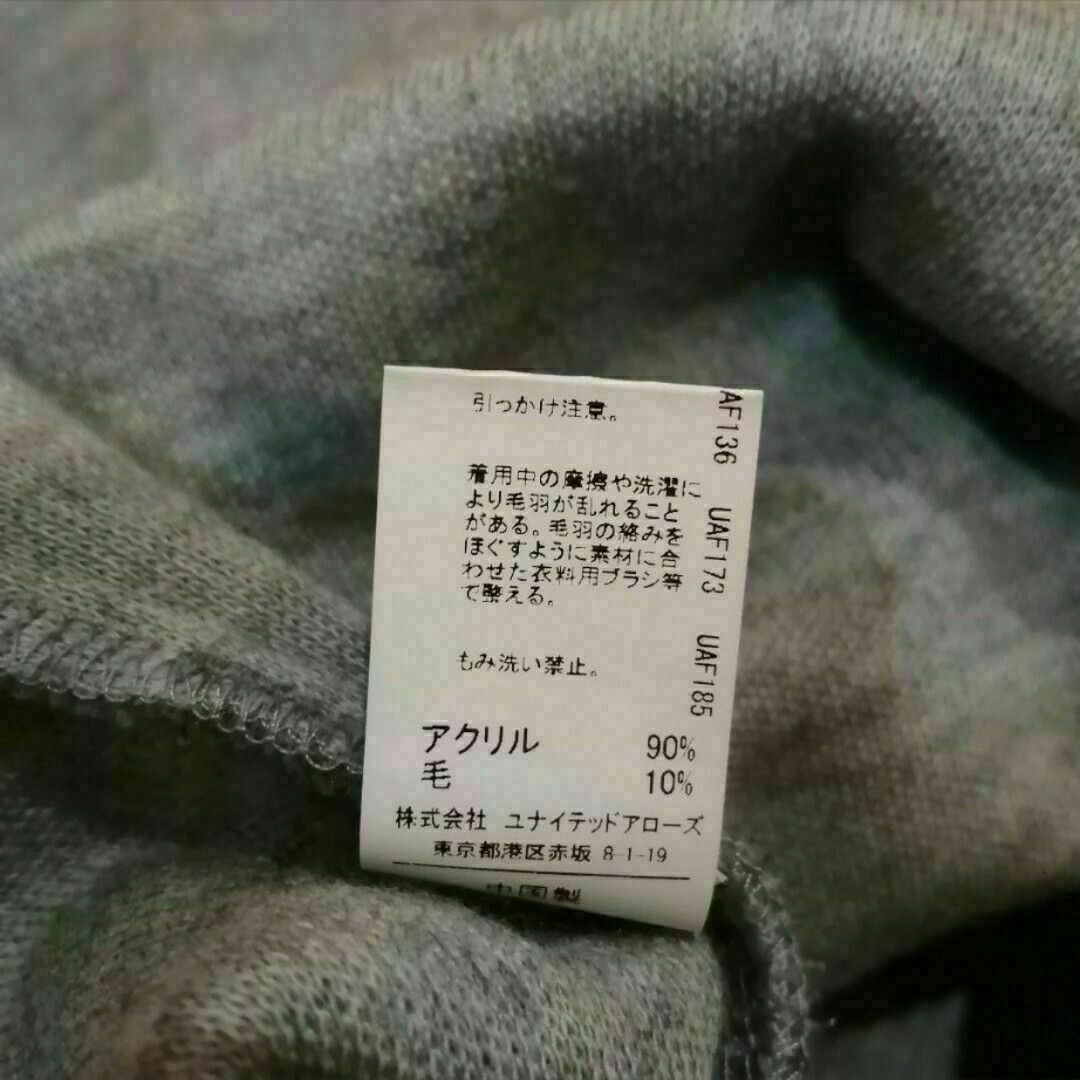 引っかけ注意。
着用中の摩擦や洗濯に
より毛羽が乱れること
がある。毛羽の絡みを
ほぐすように素材に合
わせた衣料用ブラシ等
で整える。
もみ洗い禁止。
アクリル 90%
毛 10%
株式会社 ユナイテッドアローズ
東京都港区赤坂 8-1-19
中国製
AF136 UAF173 UAF185